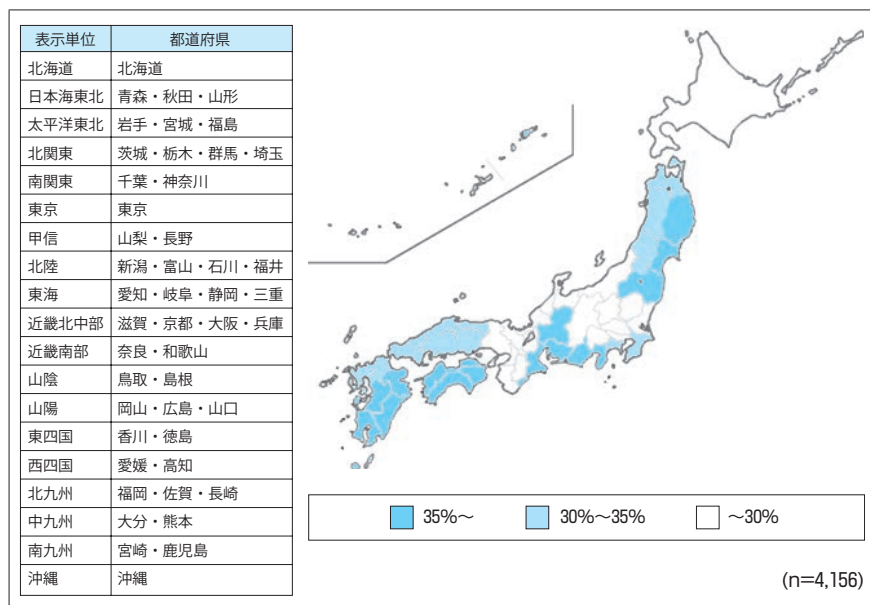 表示単位 都道府県
北海道 北海道
日本海東北 青森・秋田・山形
太平洋東北 岩手・宮城・福島
北関東 茨城・栃木・群馬・埼玉
南関東 千葉・神奈川
東京 東京
甲信 山梨・長野
北陸 新潟・富山・石川・福井
東海 愛知・岐阜・静岡・三重
近畿北中部 滋賀・京都・大阪・兵庫
近畿南部 奈良・和歌山
山陰 鳥取・島根
山陽 岡山・広島・山口
東四国 香川・徳島
西四国 愛媛・高知
北九州 福岡・佐賀・長崎
中九州 大分・熊本
南九州 宮崎・鹿児島
沖縄 沖縄
35%～ 30%～35% ～30%
(n=4,156)